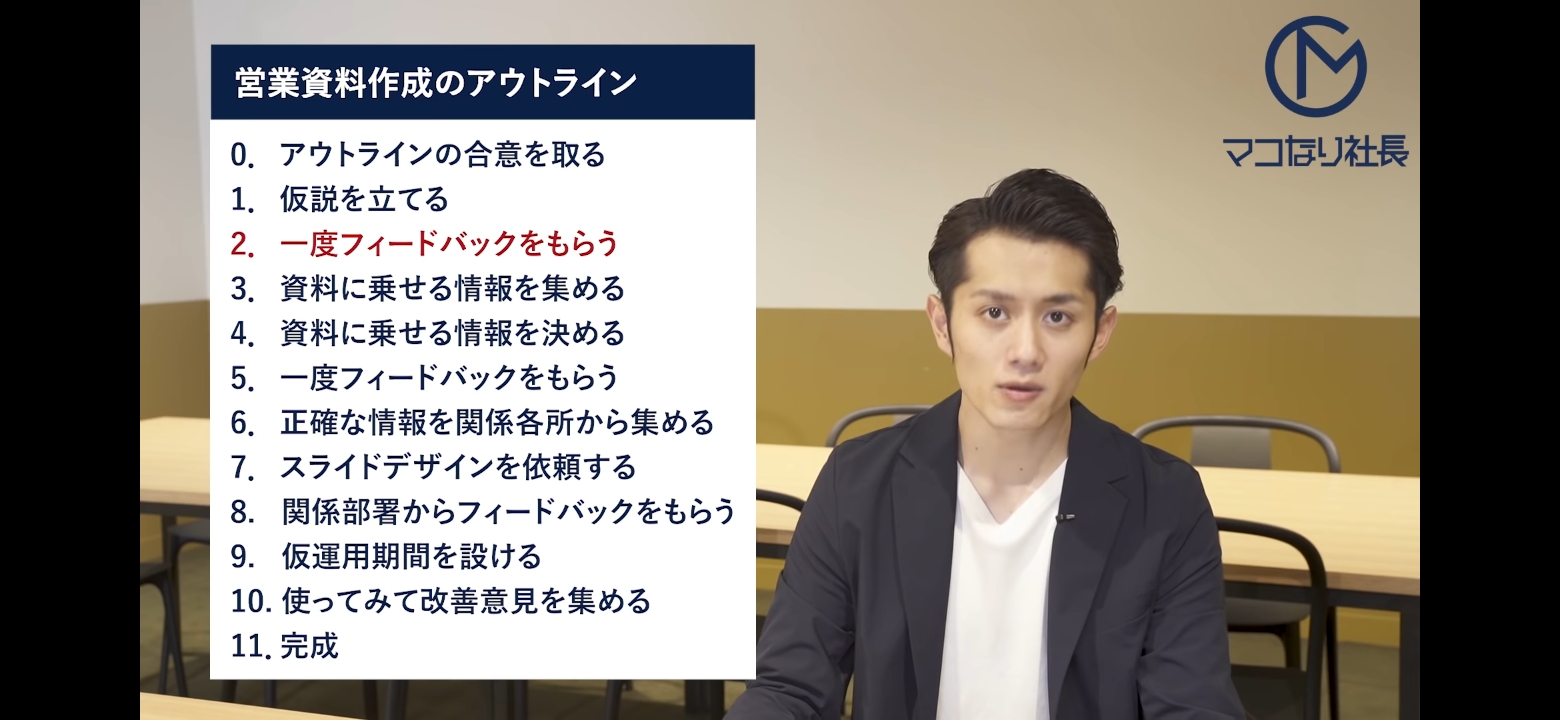 営業資料作成のアウトライン
0. アウトラインの合意を取る
1. 仮説を立てる
2. 一度フィードバックをもらう
3. 資料に乗せる情報を集める
4. 資料に乗せる情報を決める
5. 一度フィードバックをもらう
6. 正確な情報を関係各所から集める
7. スライドデザインを依頼する
8. 関係部署からフィードバックをもらう
9. 仮運用期間を設ける
10. 使ってみて改善意見を集める
11. 完成
マコなり社長